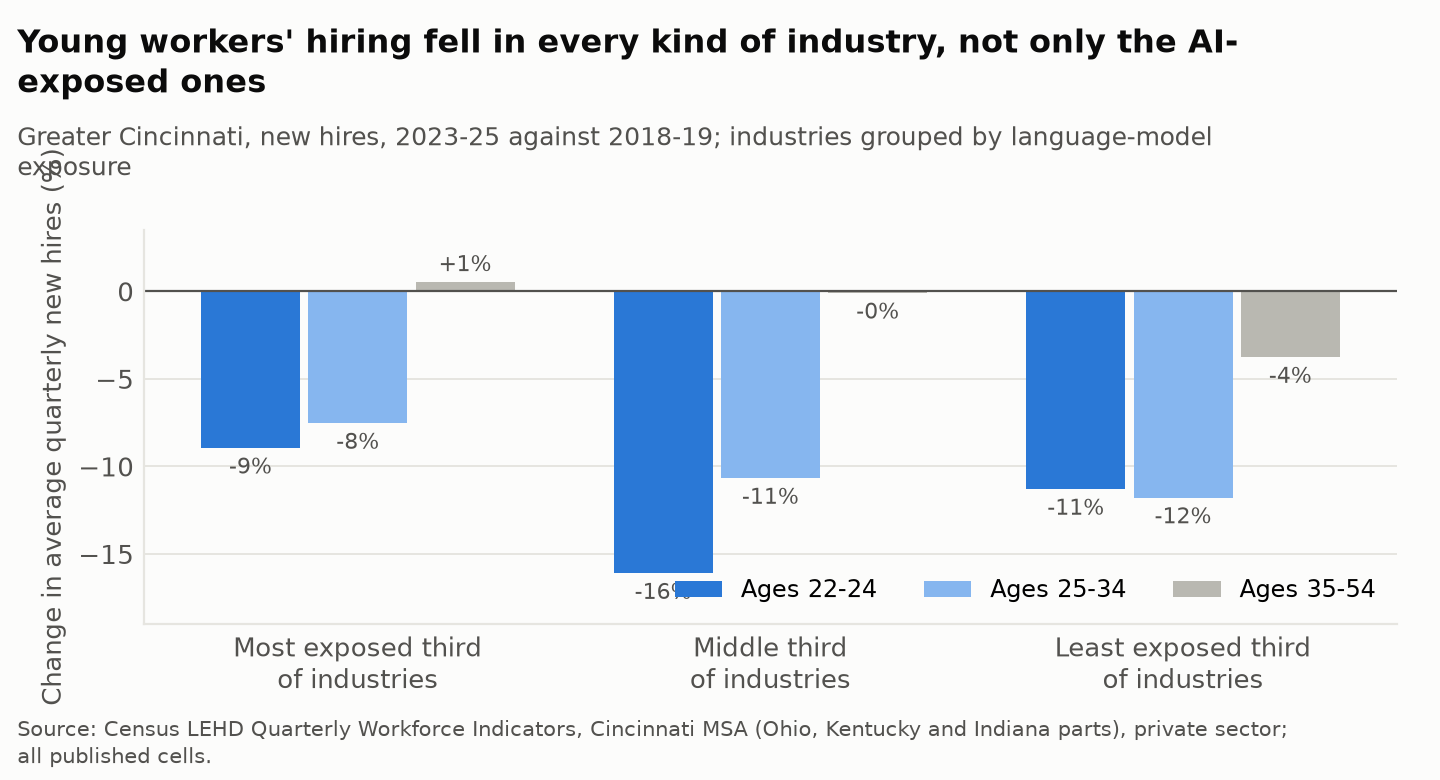 Young workers' hiring fell in every kind of industry, not only the AI-
exposed ones
Greater Cincinnati, new hires, 2023-25 against 2018-19; industries grouped by language-model
exposure
Change in average quarterly new hires (%)
0
−5
−10
−15
-9%
-8%
+1%
-16%
-11%
-0%
-11%
-12%
-4%
Ages 22-24
Ages 25-34
Ages 35-54
Most exposed third
of industries
Middle third
of industries
Least exposed third
of industries
Source: Census LEHD Quarterly Workforce Indicators, Cincinnati MSA (Ohio, Kentucky and Indiana parts), private sector;
all published cells.